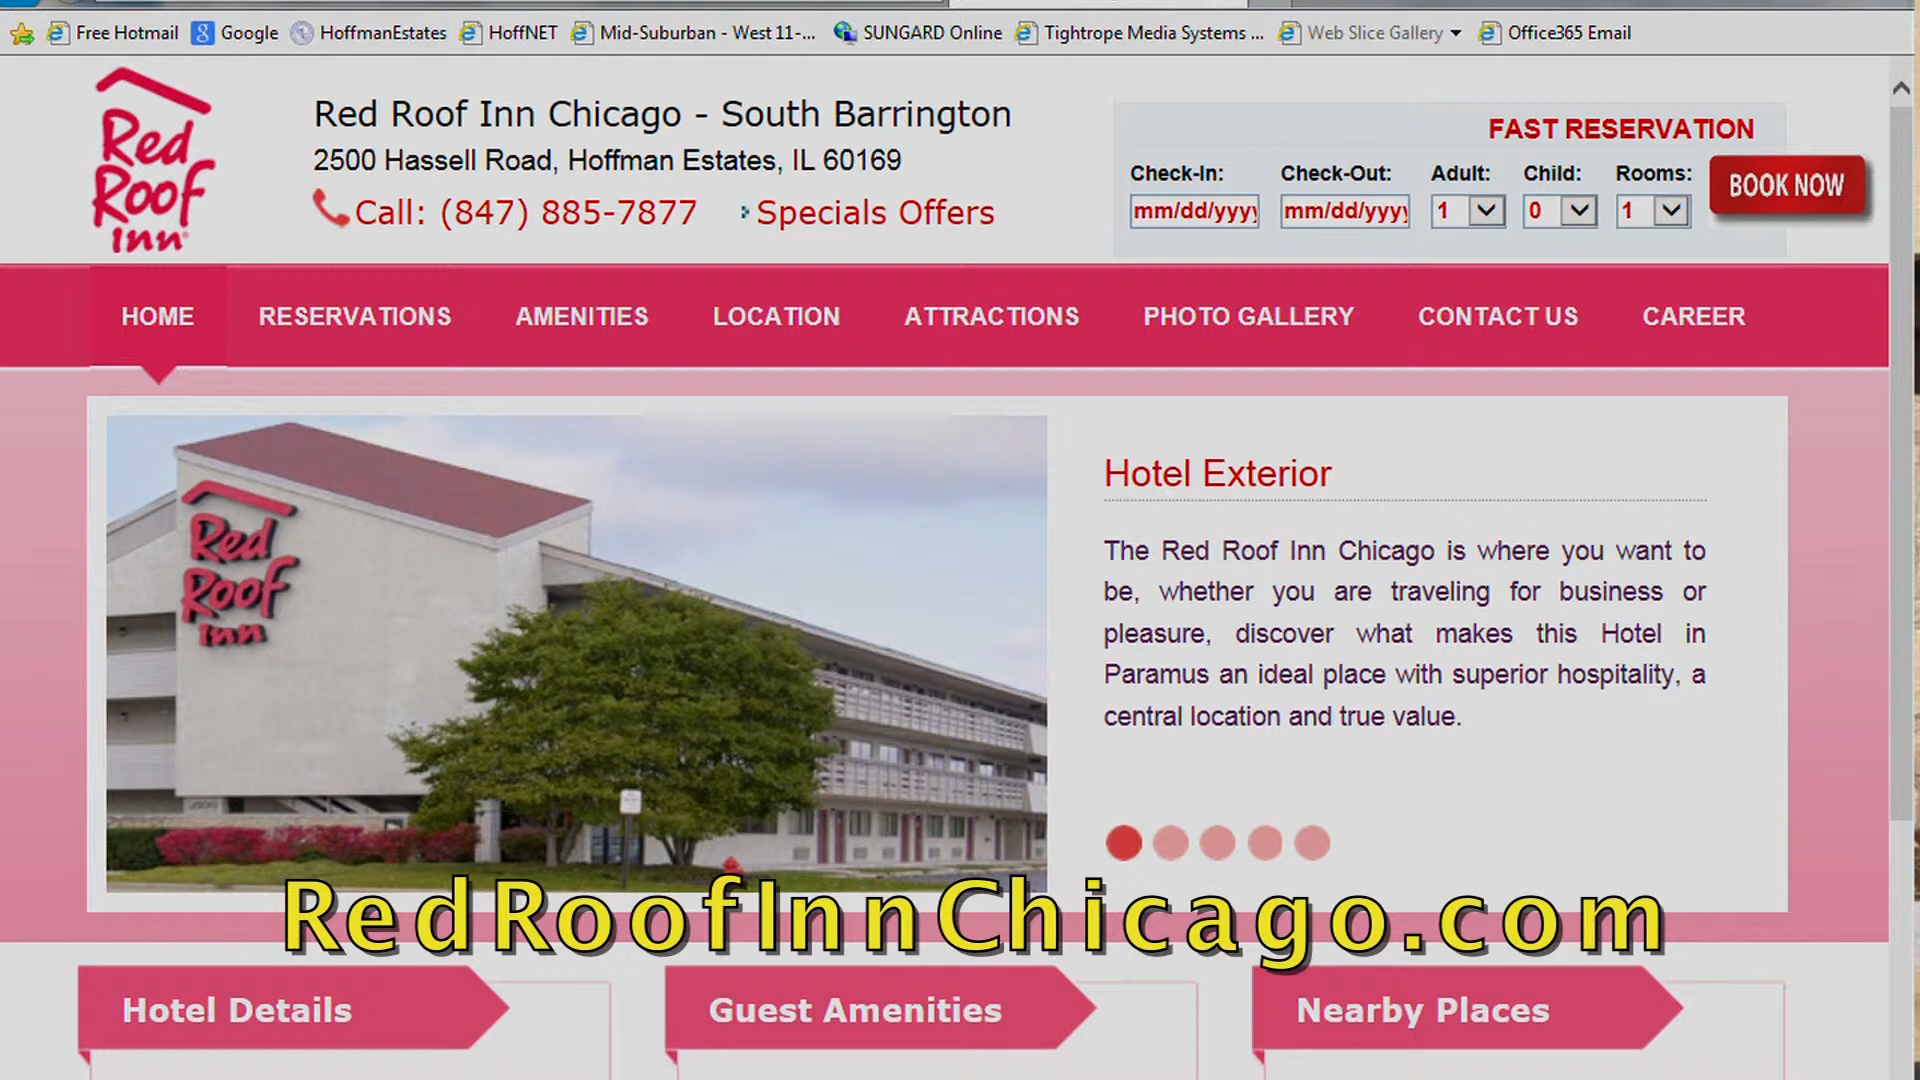 Free Hotmail Google HoffmanEstates HoffNET Mid-Suburban - West 11-... SUNGARD Online Tightrope Media Systems ... Web Slice Gallery Office365 Email
Red
Roof
Inn
Red Roof Inn Chicago - South Barrington
2500 Hassell Road, Hoffman Estates, IL 60169
Call: (847) 885-7877 Specials Offers
FAST RESERVATION
Check-In: Check-Out: Adult: Child: Rooms:
mm/dd/yyyy mm/dd/yyyy 1 0 1
BOOK NOW
HOME RESERVATIONS AMENITIES LOCATION ATTRACTIONS PHOTO GALLERY CONTACT US CAREER
Red
Roof
Inn
Hotel Exterior
The Red Roof Inn Chicago is where you want to
be, whether you are traveling for business or
pleasure, discover what makes this Hotel in
Paramus an ideal place with superior hospitality, a
central location and true value.
RedRoofInnChicago.com
Hotel Details Guest Amenities Nearby Places